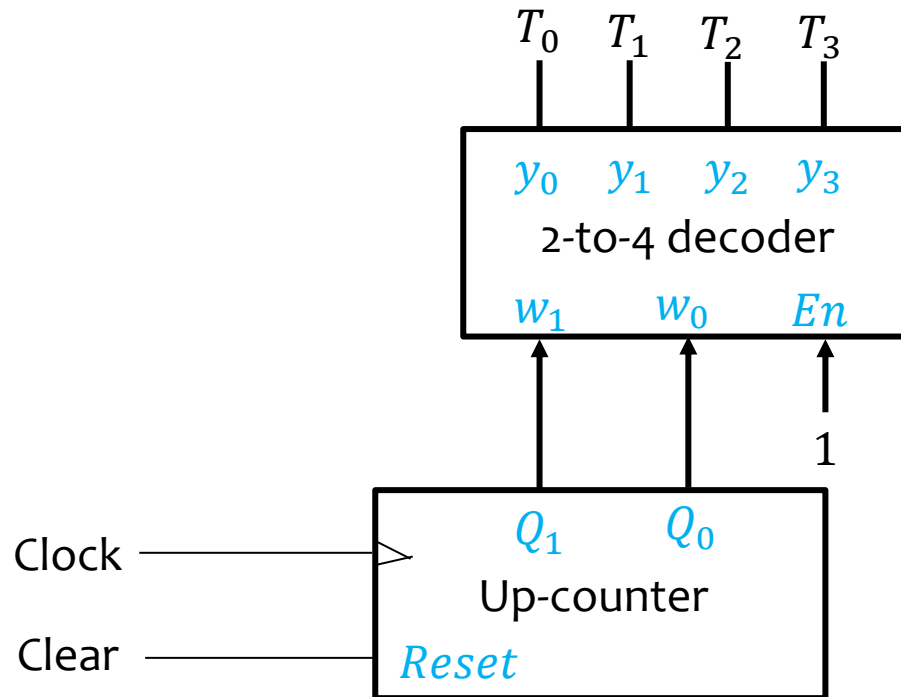 T₀ T₁ T₂ T₃
y₀ y₁ y₂ y₃
2-to-4 decoder
w₁ w₀ En
1
Q₁ Q₀
Clock
Up-counter
Clear
Reset